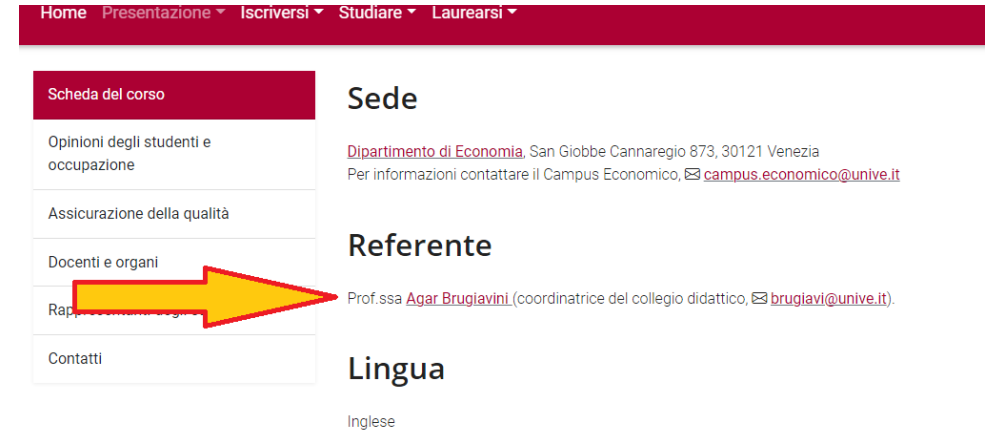 Home Presentazione Iscriversi Studiare Laurearsi
Scheda del corso
Opinioni degli studenti e
occupazione
Assicurazione della qualità
Docenti e organi
Contatti
Sede
Dipartimento di Economia, San Giobbe Cannaregio 873, 30121 Venezia
Per informazioni contattare il Campus Economico, campus.economico@unive.it
Referente
Prof.ssa Agar Brugiavini (coordinatrice del collegio didattico, brugiavi@unive.it).
Lingua
Inglese